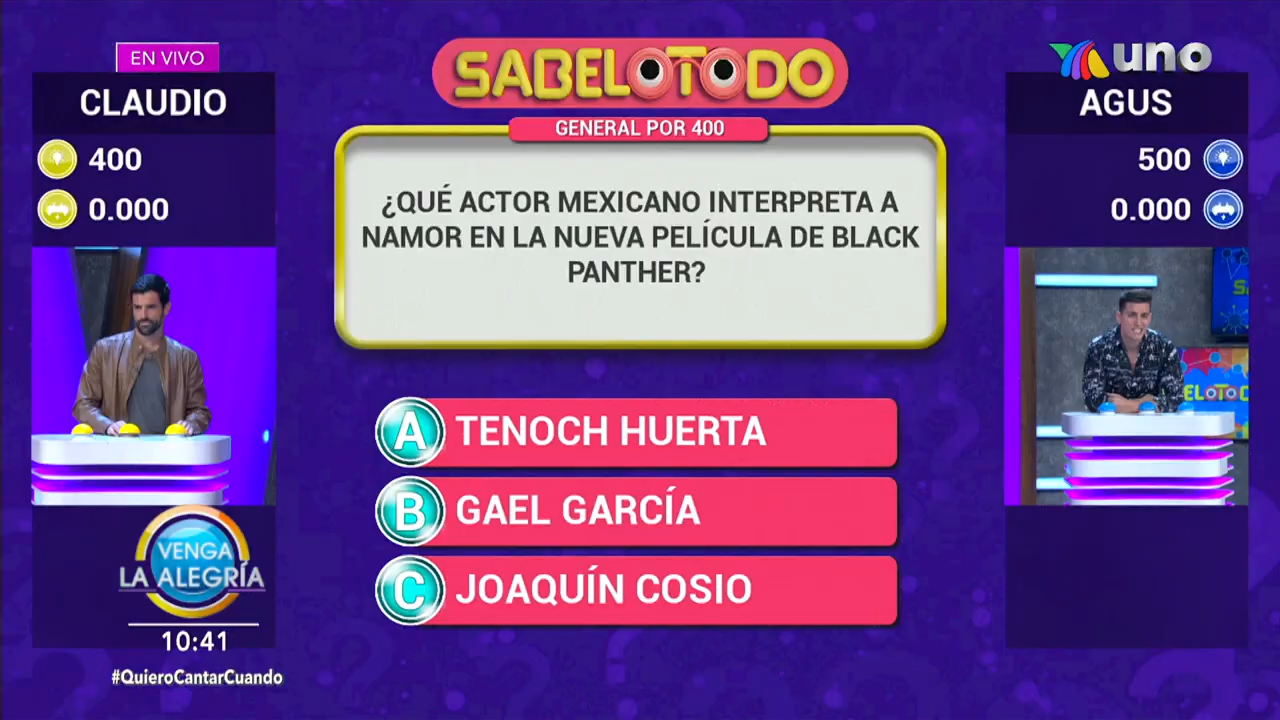 EN VIVO
SABELOTODO
uno
CLAUDIO
AGUS
GENERAL POR 400
400
500
0.000
0.000
¿QUÉ ACTOR MEXICANO INTERPRETA A
NAMOR EN LA NUEVA PELÍCULA DE BLACK
PANTHER?
A TENOCH HUERTA
B GAEL GARCÍA
C JOAQUÍN COSIO
VENGA
LA ALEGRÍA
10:41
#QuieroCantarCuando